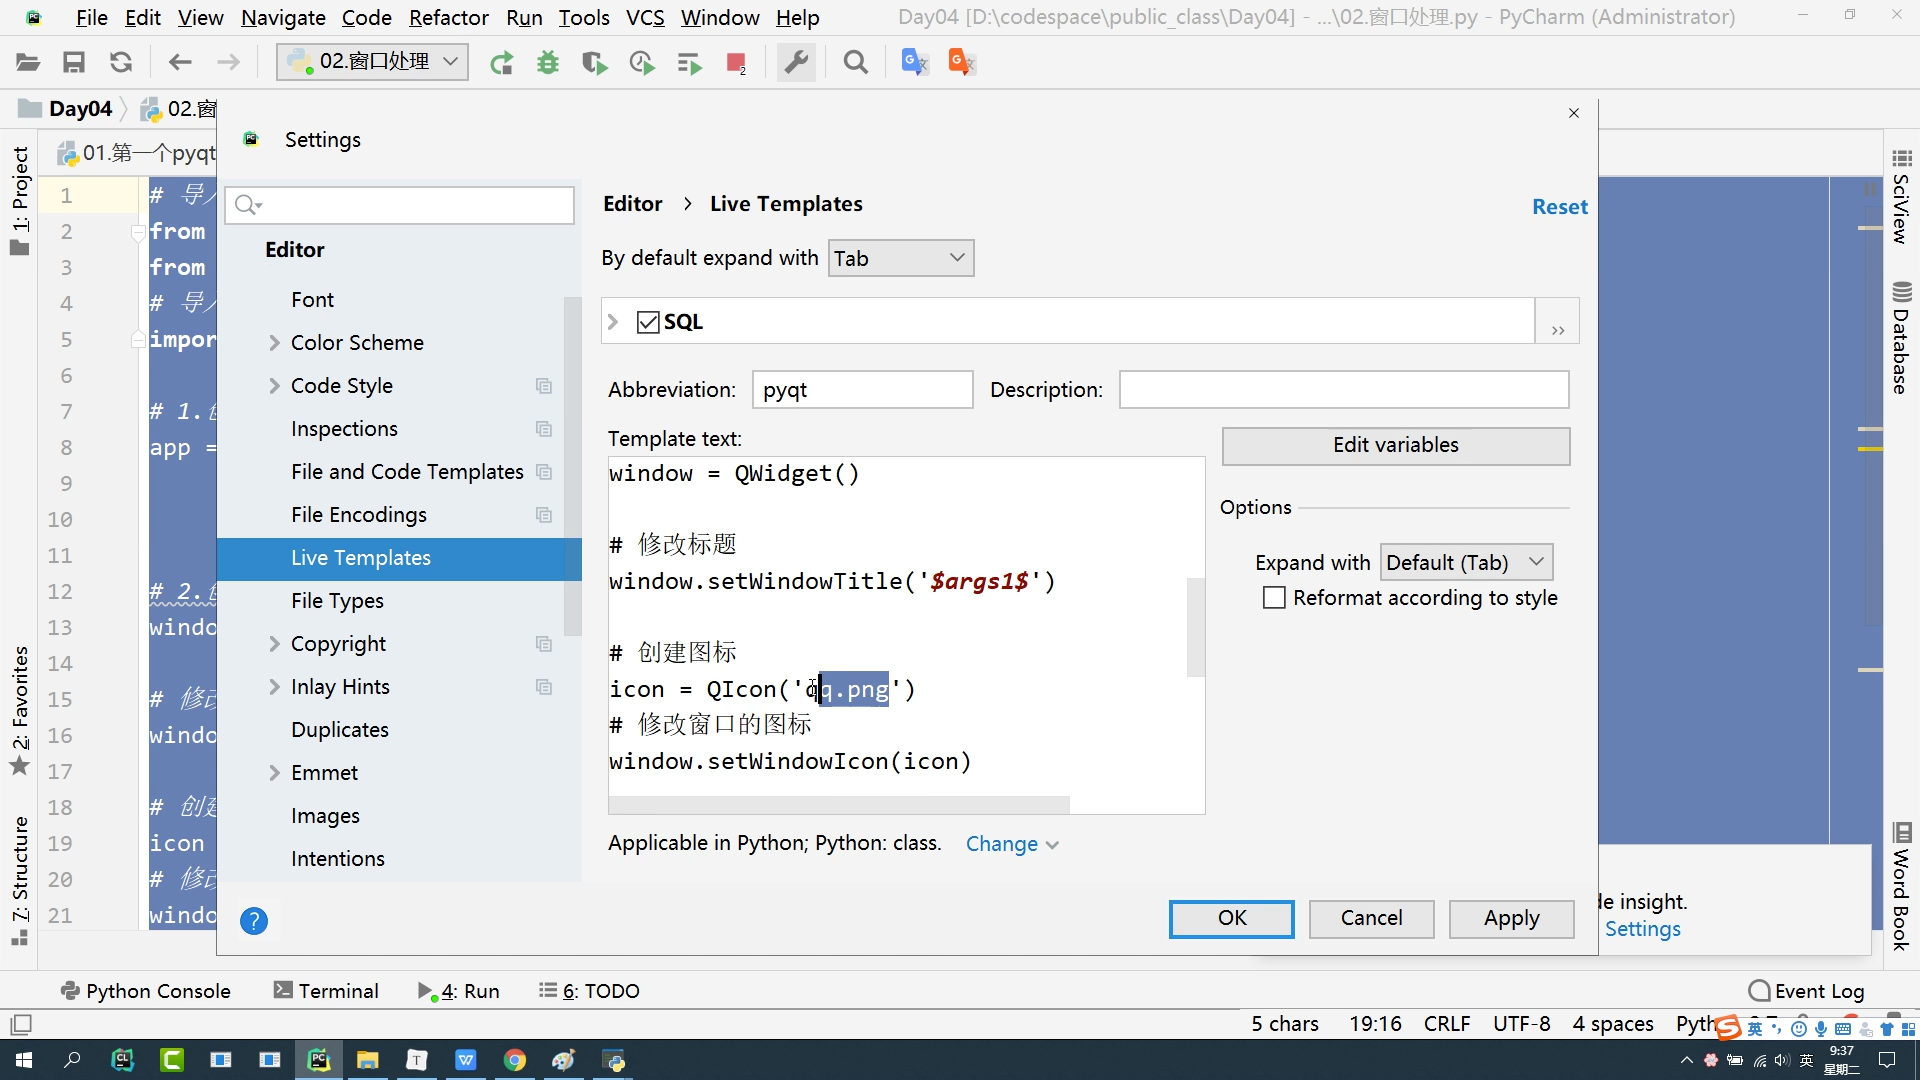 File Edit View Navigate Code Refactor Run Tools VCS Window Help Day04 [D:\codespace\public_class\Day04] - ...\02.窗口处理.py - PyCharm (Administrator)
02.窗口处理
Day04 02.窗
Settings
01.第一个pyqt
Editor > Live Templates
Reset
By default expand with Tab
SQL
Abbreviation: pyqt Description:
Template text:
Edit variables
window = QWidget()
# 修改标题
window.setWindowTitle('$args1$')
# 创建图标
icon = QIcon('qq.png')
# 修改窗口的图标
window.setWindowIcon(icon)
Options
Expand with Default (Tab)
Reformat according to style
Applicable in Python; Python: class. Change
OK Cancel Apply
Editor
Font
Color Scheme
Code Style
Inspections
File and Code Templates
File Encodings
Live Templates
File Types
Copyright
Inlay Hints
Duplicates
Emmet
Images
Intentions
1: Project
2: Favorites
7: Structure
1 # 导
2 from
3 from
4 # 导
5 impor
6
7 # 1.
8 app =
9
10
11
12 # 2.
13 windo
14
15 # 修
16 windo
17
18 # 创
19 icon
20 # 修
21 windo
SciView
Database
Word Book
de insight.
Settings
Python Console Terminal 4: Run 6: TODO Event Log
5 chars 19:16 CRLF UTF-8 4 spaces Pyth
英
英 9:37
星期二